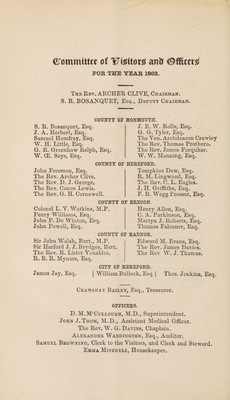 Committee of Visitors and Officers
FOR THE YEAR 1863.
THE REV. ARCHER CLIVE, CHAIRMAN.
S. R. BOSANQUET, ESQ., DEPUTY CHAIRMAN.
COUNTY OF MONMOUTH.
S. R. Bosanquet, Esq.
J. A. Herbert, Esq.
Samuel Homfray, Esq.
W. H. Little, Esq.
G. R. Greenhow Relph, Esq.
W. Œ. Seys, Esq.
J. E. W. Rolls, Esq.
G. G. Tyler, Esq.
The Ven. Archdeacon Crawley
The Rev. Thomas Prothero.
The Rev. James Farquhar.
W. W. Manning, Esq.
COUNTY OF HEREFORD.
John Freeman, Esq.
The Rev. Archer Clive.
The Rev. D. J. George,
The Rev. Canon Lewis.
The Rev. G. H. Cornewall.
Tompkins Dew, Esq.
R. M. Lingwood, Esq.
The Rev. E. L. Eagles.
J. H. Griffiths, Esq.
F. R. Wegg Prosser, Esq.
COUNTY OF BRECON.
Colonel L. V. Watkins, M.P.
Penry Williams, Esq.
John P. De Winton, Esq.
John Powell, Esq.
Henry Allen, Esq.
C. A. Parkinson, Esq.
Martyn J. Roberts, Esq.
Thomas Falconer, Esq.
COUNTY OF RADNOR.
Sir John Walsh, Bart., M.P.
Sir Harford J. J. Brydges, Bart.
The Rev. R. Lister Venables.
R. B. R. Mynors, Esq.
Edward M. Evans, Esq.
The Rev. James Davies.
The Rev. W. J. Thomas.
CITY OF HEREFORD.
James Jay, Esq. | William Bullock, Esq | Thos. Jenkins, Esq.
CRAWSHAY BAILEY, ESQ., TREASURER.
OFFICERS.
D. M. M'CULLOUGH, M.D., Superintendent.
JOHN J. THOM, M.D., Assistant Medical Officer.
The Rev. W. G. DAVIES, Chaplain.
ALEXANDER WADDINGTON, ESQ., Auditor.
SAMUEL BROWNING, Clerk to the Visitors, and Clerk and Steward.
EMMA MITCHELL, Housekeeper.